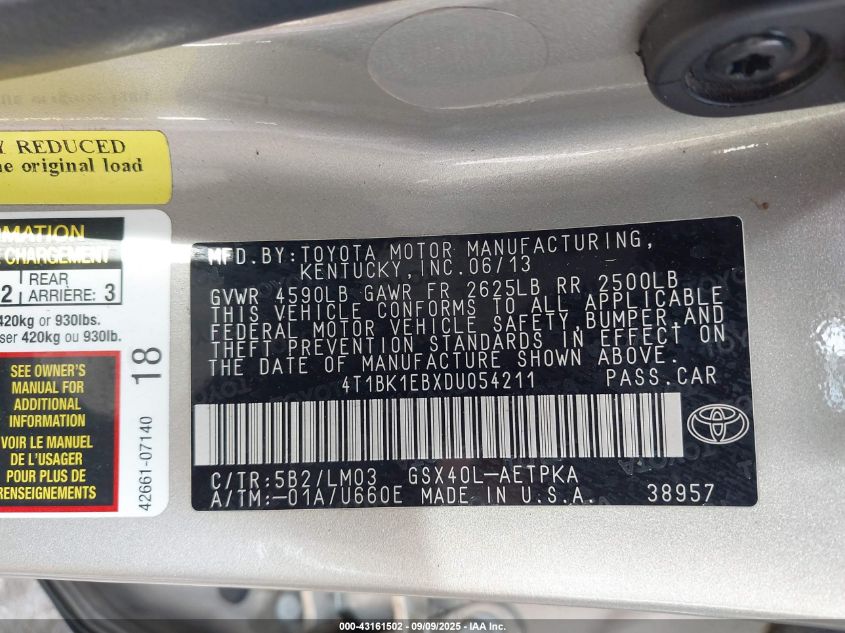 Y REDUCED
ne original load
MATION
CHARGEMENT
2 REAR ARRIÈRE: 3
420kg or 930lbs.
ser 420kg ou 930lb.
SEE OWNER'S
MANUAL FOR
ADDITIONAL
INFORMATION
VOIR LE MANUEL
DE L'USAGER
POUR PLUS DE
RENSEIGNEMENTS
18
42661-07140
MFD.BY:TOYOTA MOTOR MANUFACTURING,
KENTUCKY,INC.06/13
GVWR 4590LB GAWR FR 2625LB RR 2500LB
THIS VEHICLE CONFORMS TO ALL APPLICABLE
FEDERAL MOTOR VEHICLE SAFETY,BUMPER,AND
THEFT PREVENTION STANDARDS IN EFFECT ON
THE DATE OF MANUFACTURE SHOWN ABOVE.
4T1BK1EBXDU054211 PASS.CAR
C/TR:5B2/LM03 GSX40L-AETPKA
A/TM:-01A/U660E MADE IN U.S.A. 38957
000-43161502 - 09/09/2025 - IAA Inc.